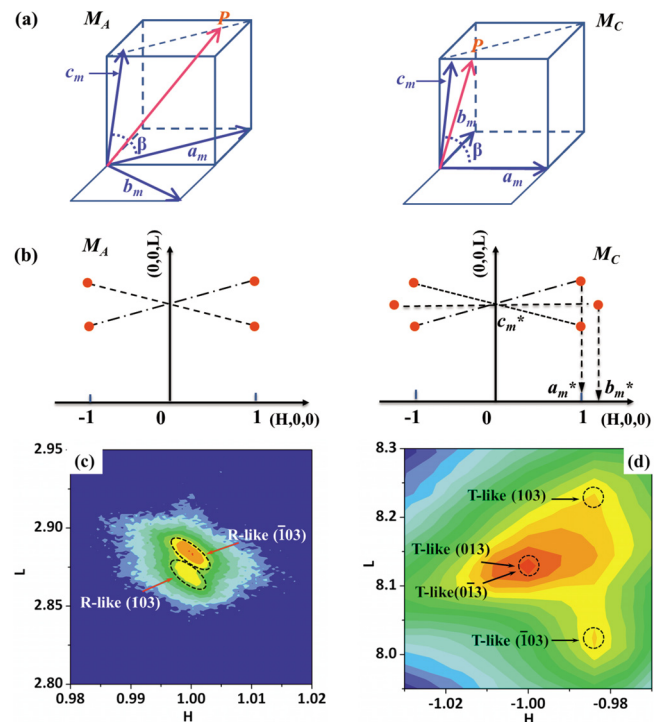 (a)
M_A
P
c_m
β
a_m
b_m
M_C
P
c_m
b_m
β
a_m
(b)
M_A
(0,0,L)
-1
0
1
(H,0,0)
(0,0,L)
M_C
c_m*
a_m*
b_m*
-1
0
1
(H,0,0)
(c)
2.95
2.90
2.85
2.80
L
R-like (1̄03)
R-like (103)
0.98
0.99
1.00
1.01
1.02
H
(d)
8.3
8.2
8.1
8.0
L
T-like (103)
T-like (013)
T-like(01̄3)
T-like (1̄03)
-1.02
-1.00
-0.98
H